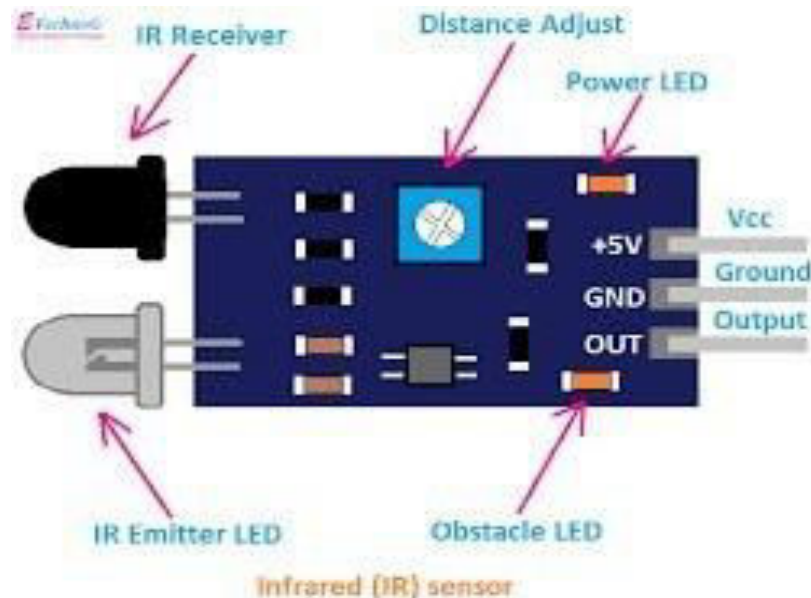 IR Receiver
Distance Adjust
Power LED
Vcc
+5V
Ground
GND
Output
OUT
IR Emitter LED
Obstacle LED
Infrared (IR) sensor